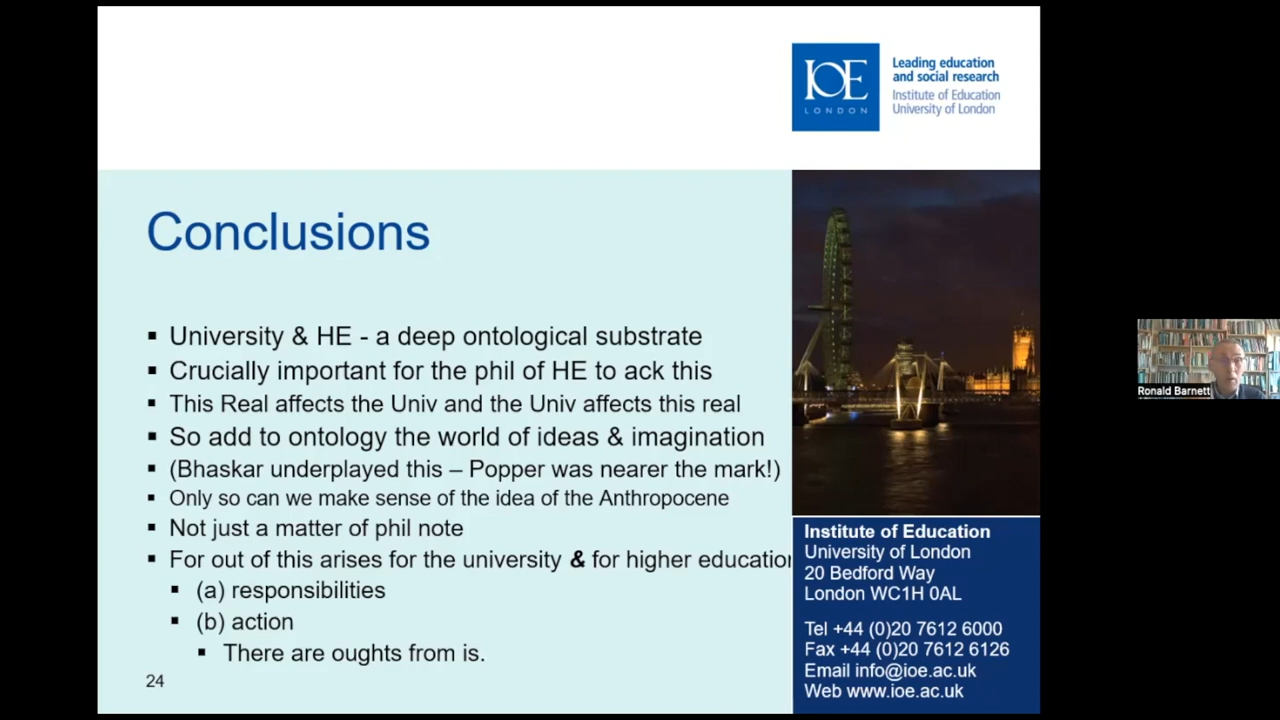 IOE
LONDON
Leading education
and social research
Institute of Education
University of London
Conclusions
▪ University & HE - a deep ontological substrate
▪ Crucially important for the phil of HE to ack this
▪ This Real affects the Univ and the Univ affects this real
▪ So add to ontology the world of ideas & imagination
▪ (Bhaskar underplayed this – Popper was nearer the mark!)
▪ Only so can we make sense of the idea of the Anthropocene
▪ Not just a matter of phil note
▪ For out of this arises for the university & for higher education
▪ (a) responsibilities
▪ (b) action
▪ There are oughts from is.
24
Institute of Education
University of London
20 Bedford Way
London WC1H 0AL
Tel +44 (0)20 7612 6000
Fax +44 (0)20 7612 6126
Email info@ioe.ac.uk
Web www.ioe.ac.uk
Ronald Barnett